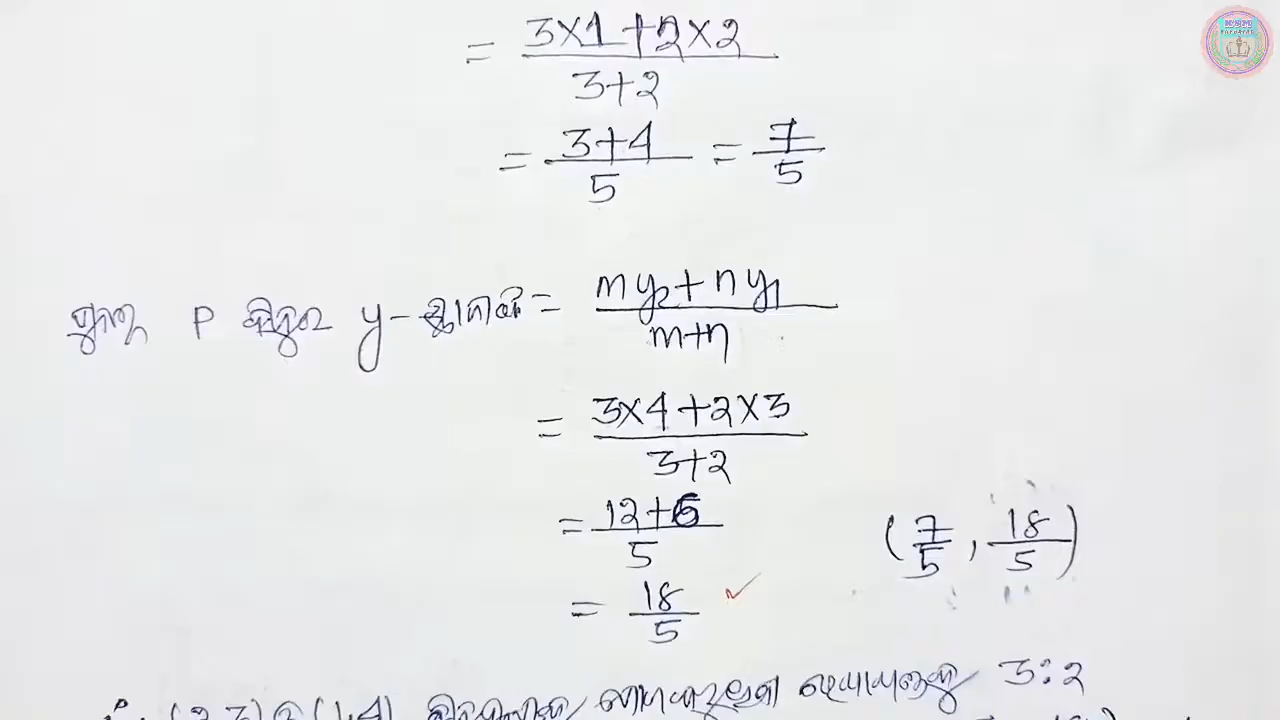 = (3×1+2×2)/(3+2)
= (3+4)/5 = 7/5
ପୁନଶ୍ଚ P ବିନ୍ଦୁର y-ସ୍ଥାନାଙ୍କ = (my₂+ny₁)/(m+n)
= (3×4+2×3)/(3+2)
= (12+6)/5
(7/5, 18/5)
= 18/5 ✓
ସଂଯୋଗକାରୀ 3:2